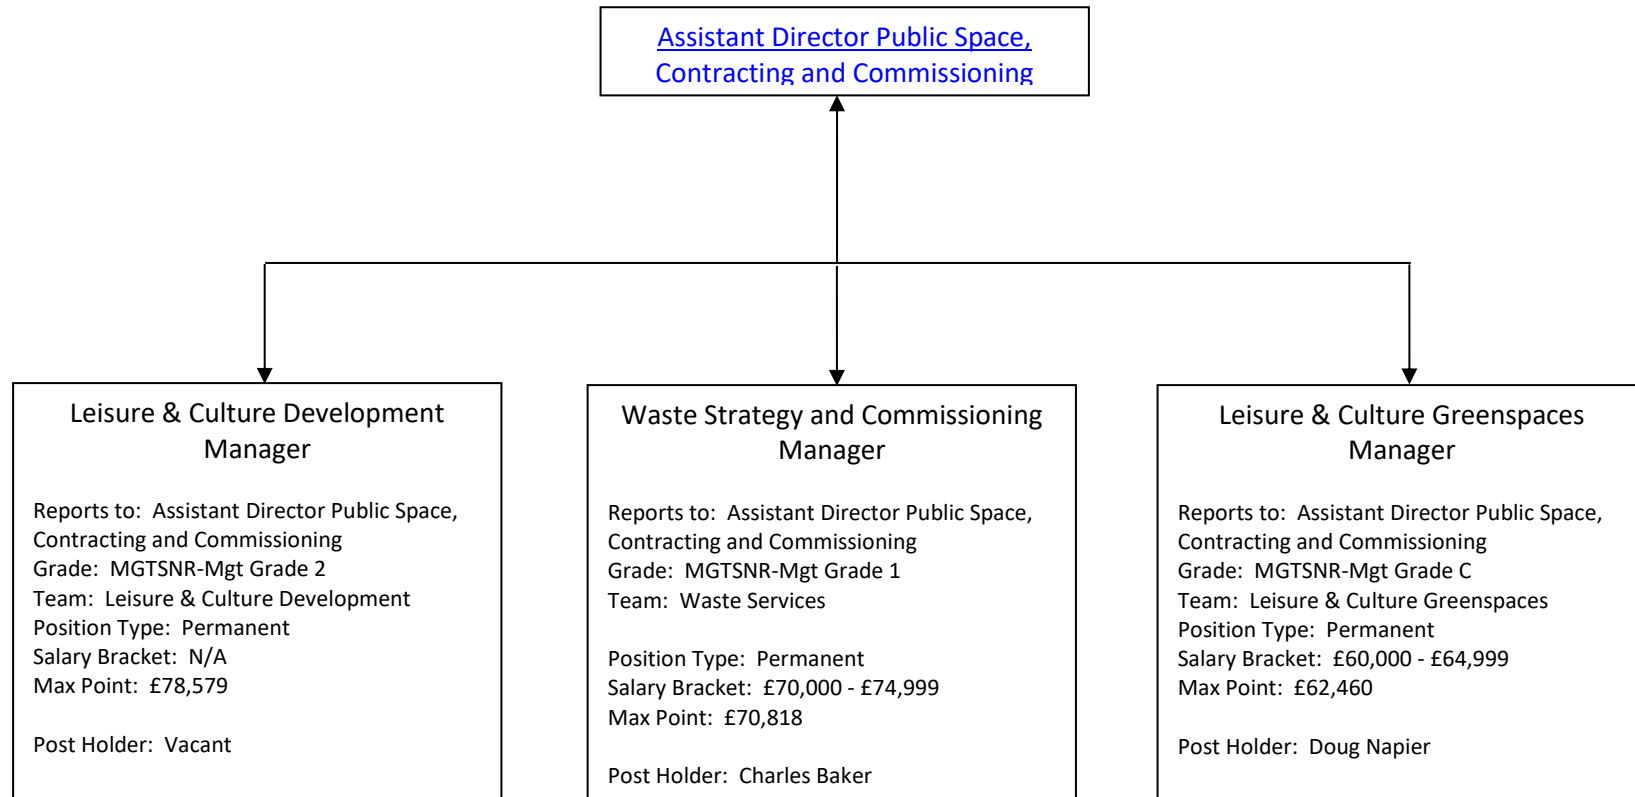 Assistant Director Public Space,
Contracting and Commissioning
Leisure & Culture Development
Manager
Reports to:  Assistant Director Public Space,
Contracting and Commissioning
Grade:  MGTSNR-Mgt Grade 2
Team:  Leisure & Culture Development
Position Type:  Permanent
Salary Bracket:  N/A
Max Point:  £78,579
Post Holder:  Vacant
Waste Strategy and Commissioning
Manager
Reports to:  Assistant Director Public Space,
Contracting and Commissioning
Grade:  MGTSNR-Mgt Grade 1
Team:  Waste Services
Position Type:  Permanent
Salary Bracket:  £70,000 - £74,999
Max Point:  £70,818
Post Holder:  Charles Baker
Leisure & Culture Greenspaces
Manager
Reports to:  Assistant Director Public Space,
Contracting and Commissioning
Grade:  MGTSNR-Mgt Grade C
Team:  Leisure & Culture Greenspaces
Position Type:  Permanent
Salary Bracket:  £60,000 - £64,999
Max Point:  £62,460
Post Holder:  Doug Napier